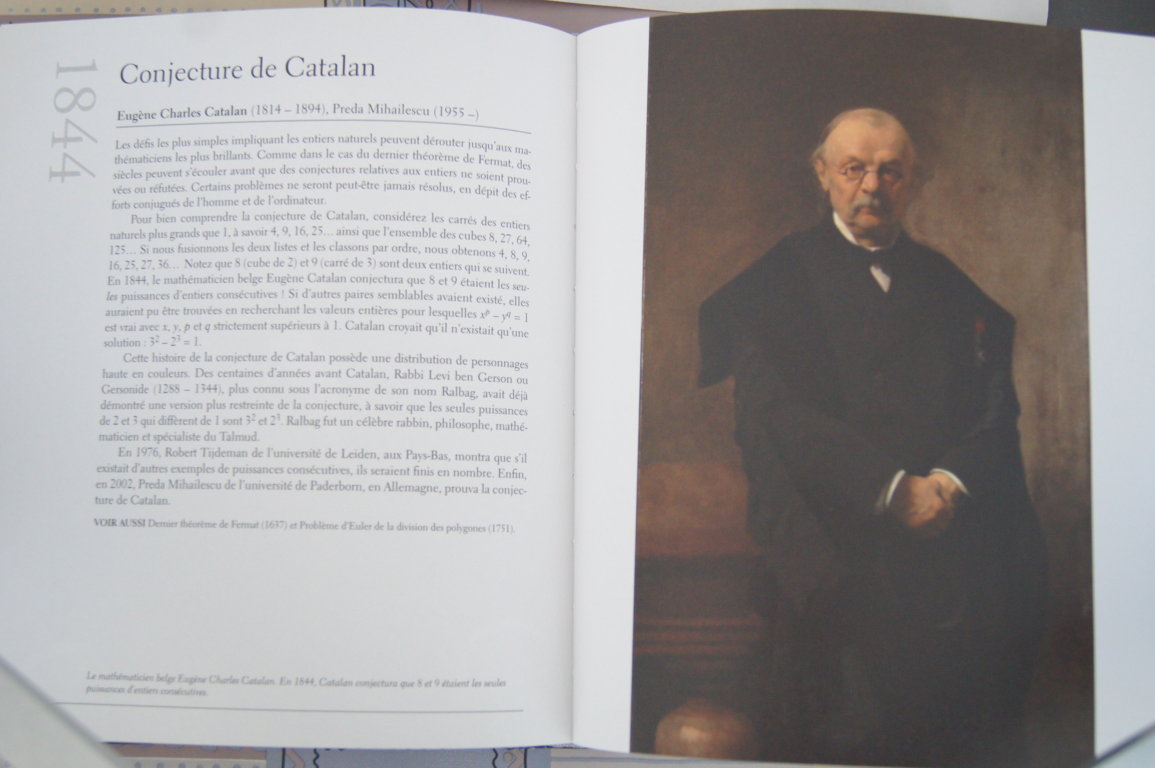 1844
Conjecture de Catalan
Eugène Charles Catalan (1814 – 1894), Preda Mihailescu (1955 –)
Les défis les plus simples impliquant les entiers naturels peuvent dérouter jusqu'aux ma-
thématiciens les plus brillants. Comme dans le cas du dernier théorème de Fermat, des
siècles peuvent s'écouler avant que des conjectures relatives aux entiers ne soient prou-
vées ou réfutées. Certains problèmes ne seront peut-être jamais résolus, en dépit des ef-
forts conjugués de l'homme et de l'ordinateur.
Pour bien comprendre la conjecture de Catalan, considérez les carrés des entiers
naturels plus grands que 1, à savoir 4, 9, 16, 25… ainsi que l'ensemble des cubes 8, 27, 64,
125… Si nous fusionnons les deux listes et les classons par ordre, nous obtenons 4, 8, 9,
16, 25, 27, 36… Notez que 8 (cube de 2) et 9 (carré de 3) sont deux entiers qui se suivent.
En 1844, le mathématicien belge Eugène Catalan conjectura que 8 et 9 étaient les seu-
les puissances d'entiers consécutives ! Si d'autres paires semblables avaient existé, elles
auraient pu être trouvées en recherchant les valeurs entières pour lesquelles xᵖ – y^q = 1
est vrai avec x, y, p et q strictement supérieurs à 1. Catalan croyait qu'il n'existait qu'une
solution : 3² – 2³ = 1.
Cette histoire de la conjecture de Catalan possède une distribution de personnages
haute en couleurs. Des centaines d'années avant Catalan, Rabbi Levi ben Gerson ou
Gersonide (1288 – 1344), plus connu sous l'acronyme de son nom Ralbag, avait déjà
démontré une version plus restreinte de la conjecture, à savoir que les seules puissances
de 2 et 3 qui diffèrent de 1 sont 3² et 2³. Ralbag fut un célèbre rabbin, philosophe, mathé-
maticien et spécialiste du Talmud.
En 1976, Robert Tijdeman de l'université de Leiden, aux Pays-Bas, montra que s'il
existait d'autres exemples de puissances consécutives, ils seraient finis en nombre. Enfin,
en 2002, Preda Mihailescu de l'université de Paderborn, en Allemagne, prouva la conjec-
ture de Catalan.
VOIR AUSSI Dernier théorème de Fermat (1637) et Problème d'Euler de la division des polygones (1751).
Le mathématicien belge Eugène Charles Catalan. En 1844, Catalan conjectura que 8 et 9 étaient les seules
puissances d'entiers consécutives.